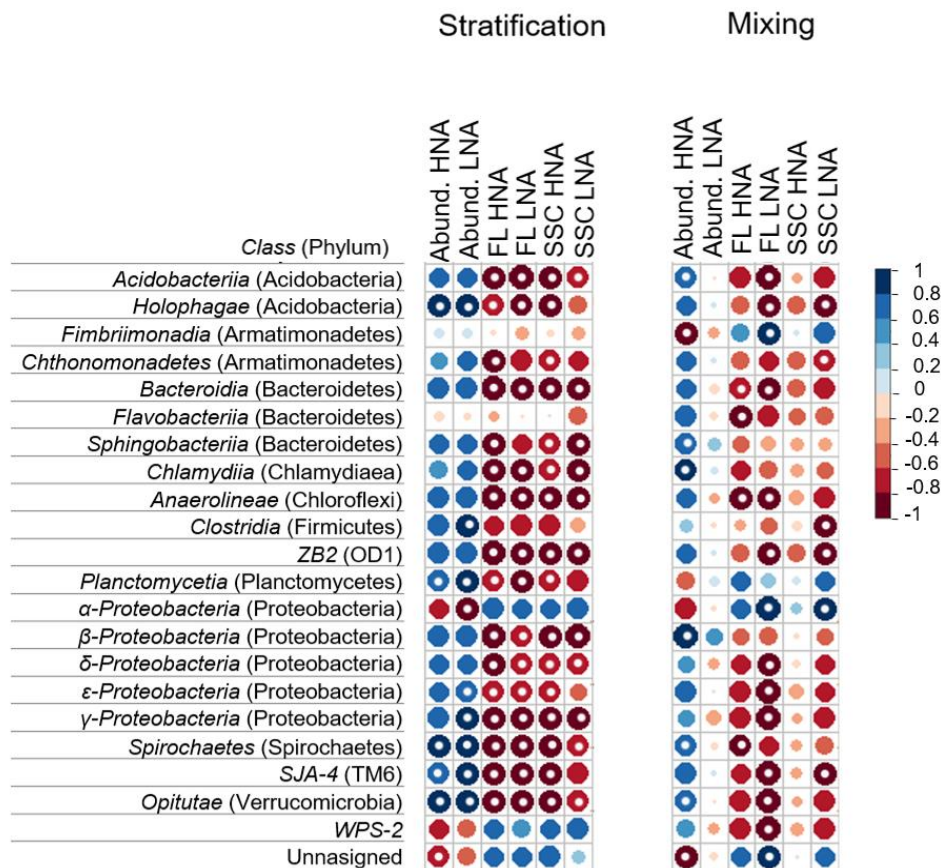 Stratification Mixing
Abund. HNA
Abund. LNA
FL HNA
FL LNA
SSC HNA
SSC LNA
Abund. HNA
Abund. LNA
FL HNA
FL LNA
SSC HNA
SSC LNA
Class (Phylum)
Acidobacteriia (Acidobacteria)
Holophagae (Acidobacteria)
Fimbriimonadia (Armatimonadetes)
Chthonomonadetes (Armatimonadetes)
Bacteroidia (Bacteroidetes)
Flavobacteriia (Bacteroidetes)
Sphingobacteriia (Bacteroidetes)
Chlamydiia (Chlamydiaea)
Anaerolineae (Chloroflexi)
Clostridia (Firmicutes)
ZB2 (OD1)
Planctomycetia (Planctomycetes)
α-Proteobacteria (Proteobacteria)
β-Proteobacteria (Proteobacteria)
δ-Proteobacteria (Proteobacteria)
ε-Proteobacteria (Proteobacteria)
γ-Proteobacteria (Proteobacteria)
Spirochaetes (Spirochaetes)
SJA-4 (TM6)
Opitutae (Verrucomicrobia)
WPS-2
Unnasigned
1
0.8
0.6
0.4
0.2
0
-0.2
-0.4
-0.6
-0.8
-1